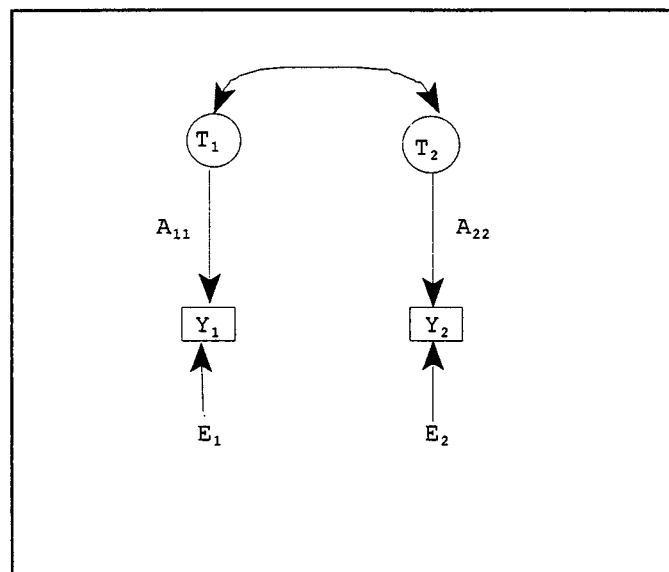 T₁ T₂
A₁₁ A₂₂
Y₁ Y₂
E₁ E₂